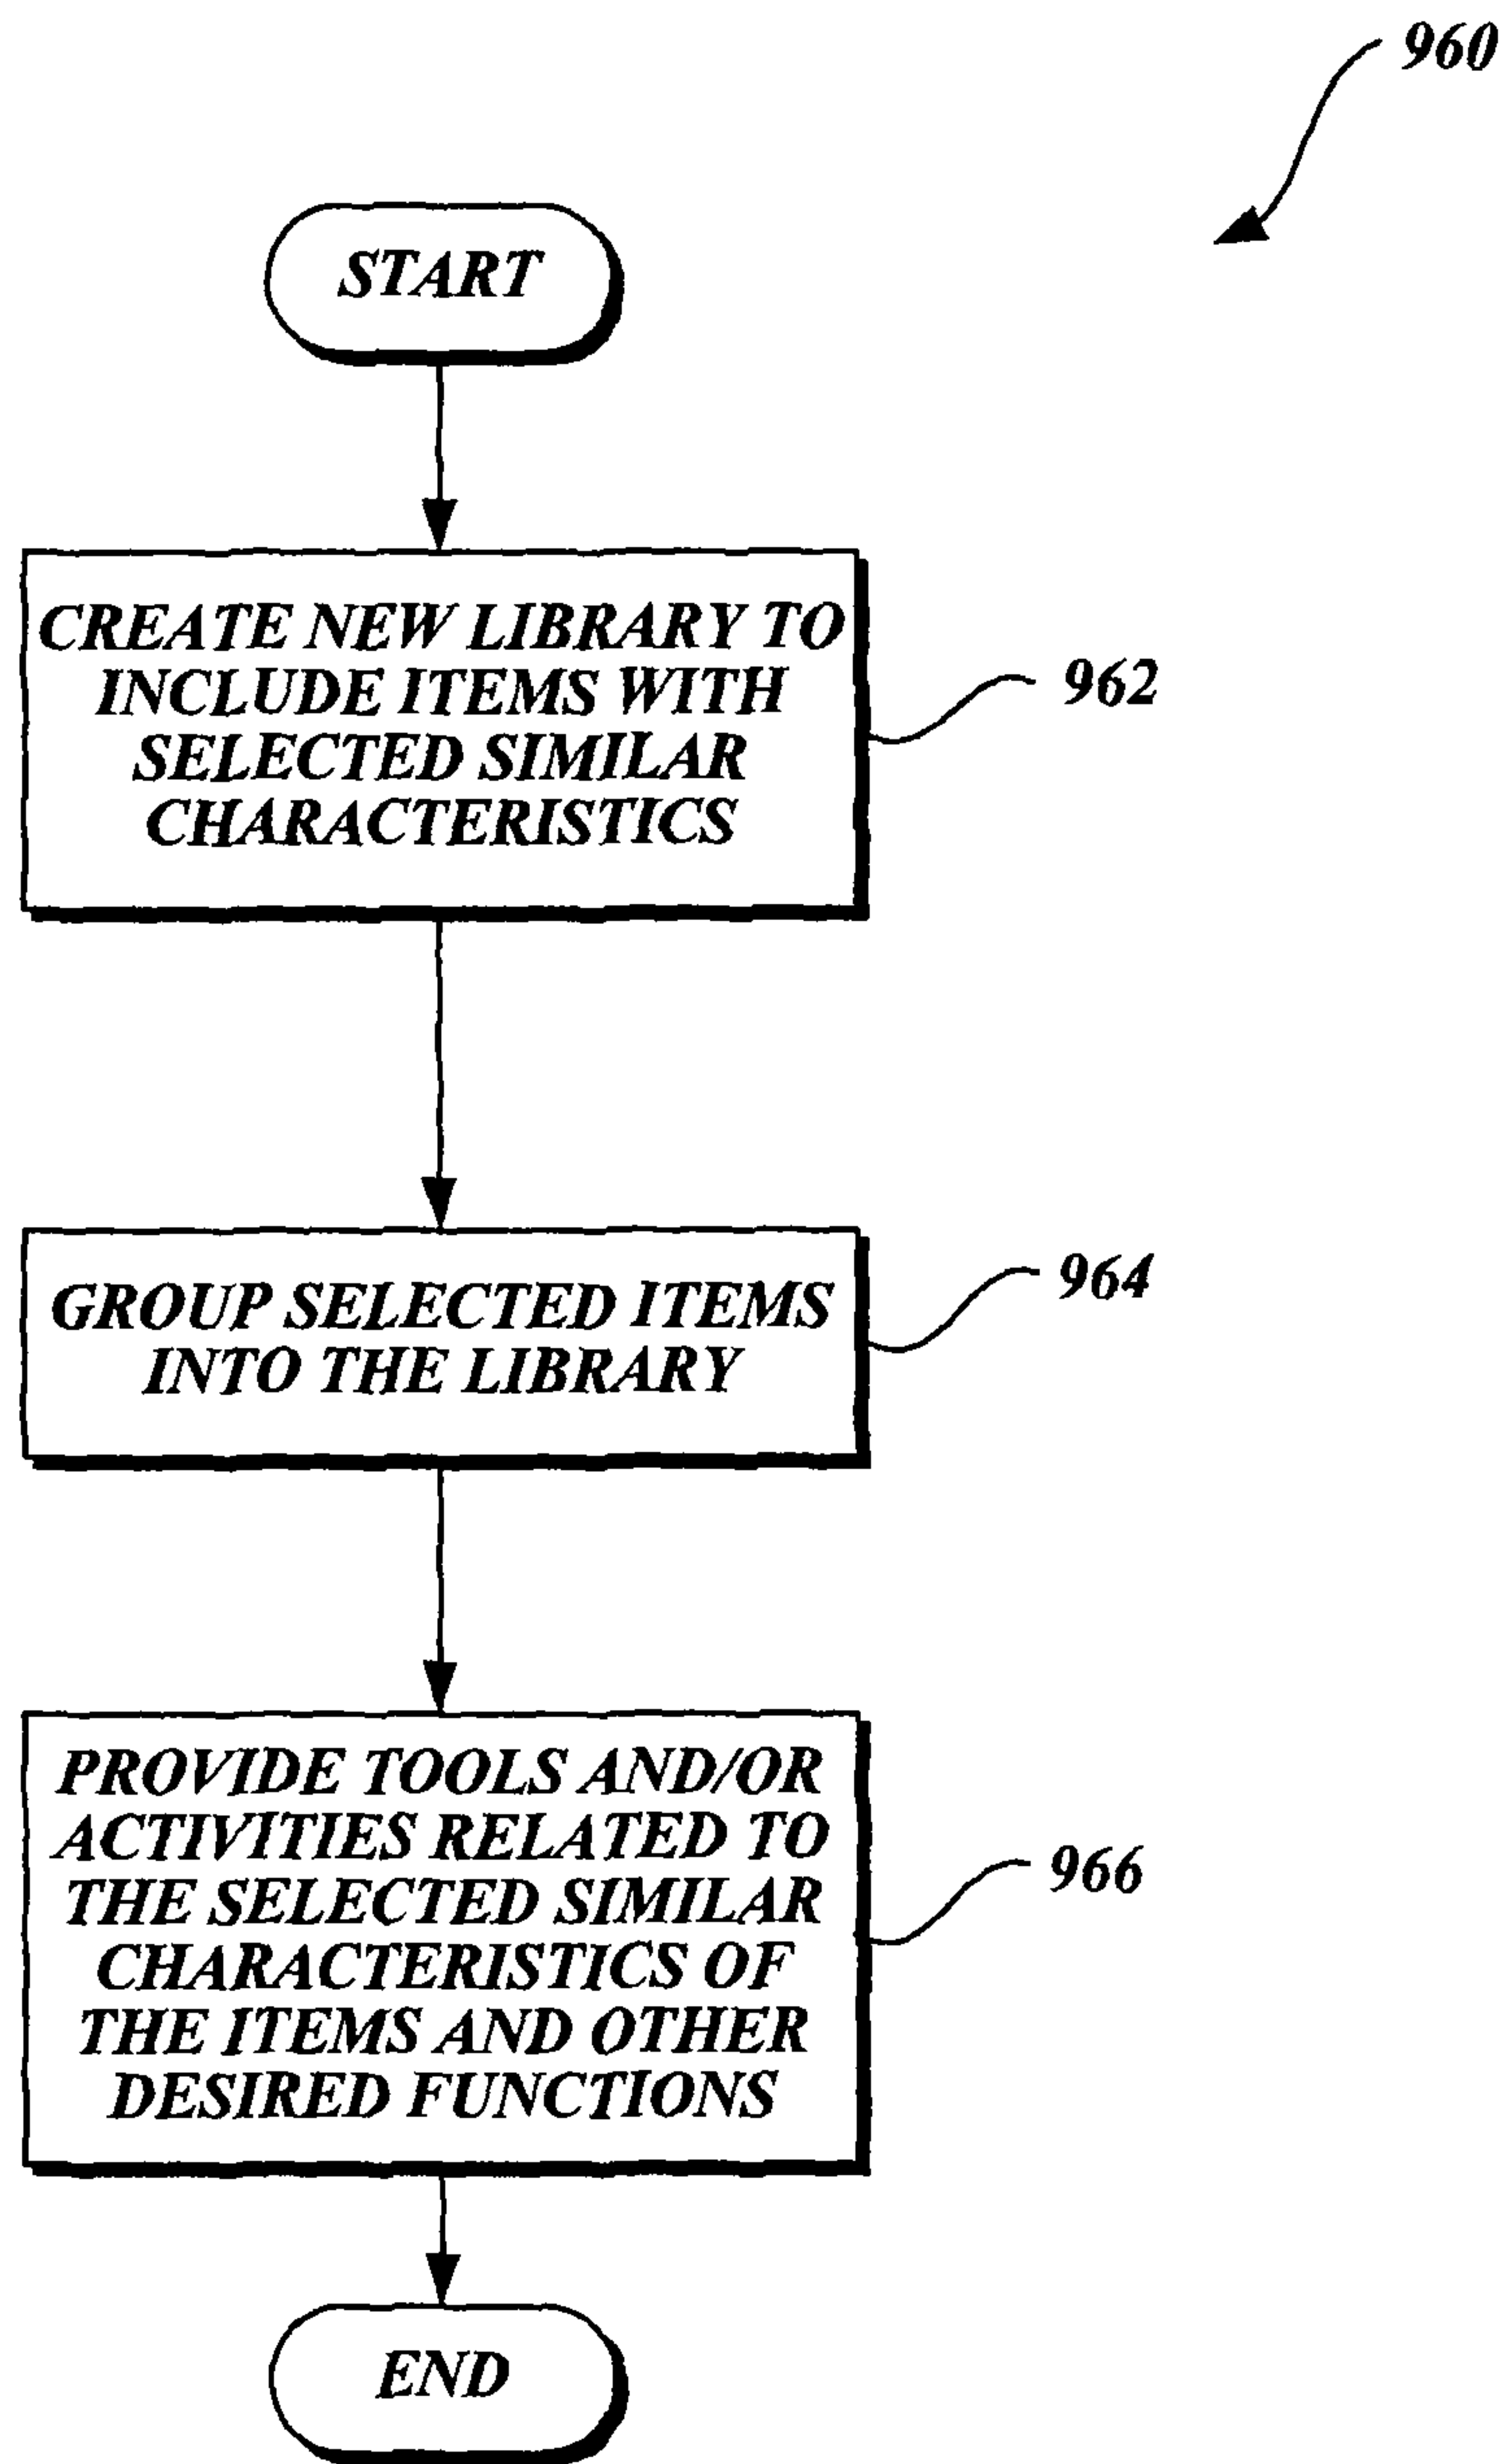 960
START
CREATE NEW LIBRARY TO
INCLUDE ITEMS WITH
SELECTED SIMILAR
CHARACTERISTICS
962
GROUP SELECTED ITEMS
INTO THE LIBRARY
964
PROVIDE TOOLS AND/OR
ACTIVITIES RELATED TO
THE SELECTED SIMILAR
CHARACTERISTICS OF
THE ITEMS AND OTHER
DESIRED FUNCTIONS
966
END